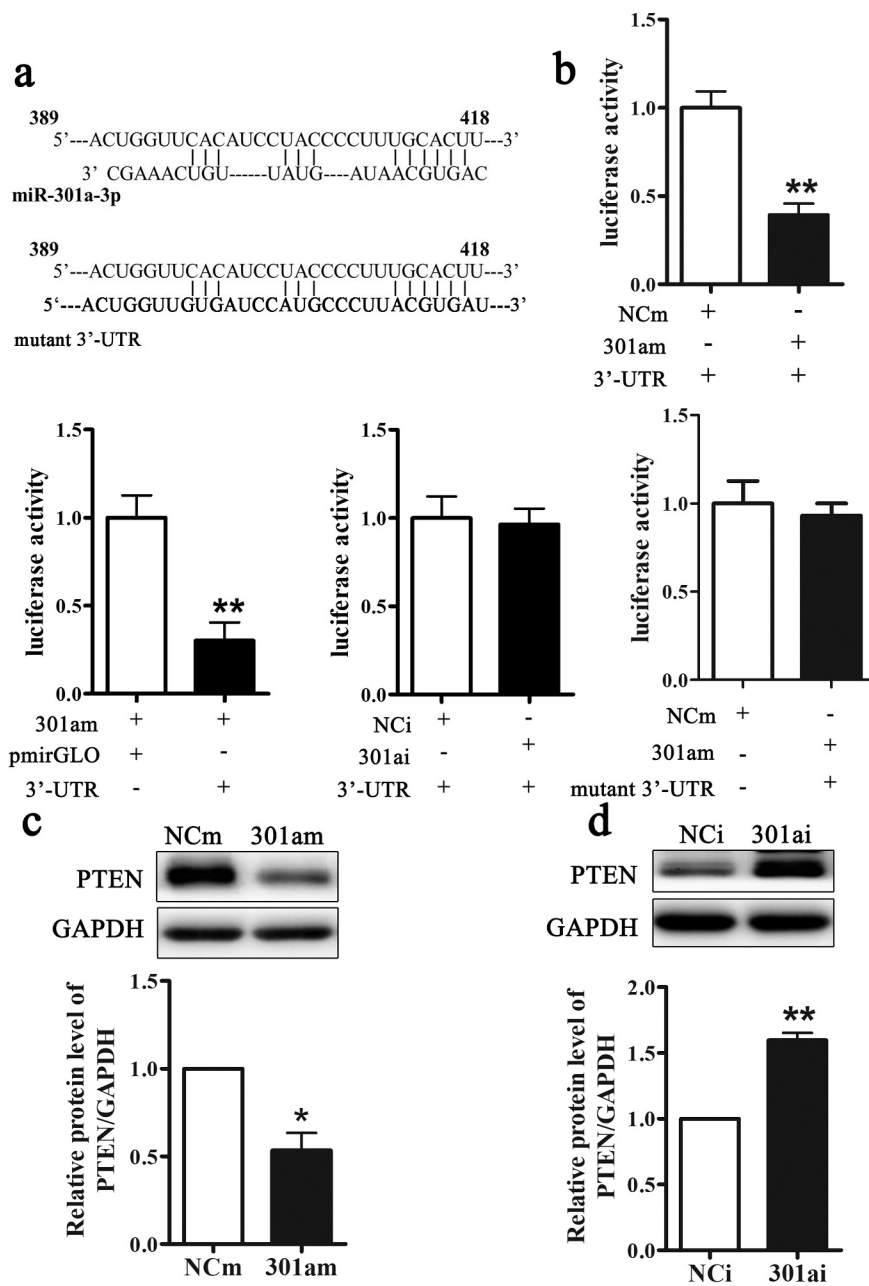 a
389 418
5’---ACUGGUUCACAUCCUACCCCUUUGCACUU---3’
3’ CGAAACUGU------UAUG----AUAACGUGAC
miR-301a-3p
389 418
5’---ACUGGUUCACAUCCUACCCCUUUGCACUU---3’
5‘---ACUGGUUGUGAUCCAUGCCCUUACGUGAU---3’
mutant 3’-UTR
b
luciferase activity
1.5
1.0
0.5
0.0
**
NCm + -
301am - +
3’-UTR + +
luciferase activity
1.5
1.0
0.5
0.0
**
301am + +
pmirGLO + -
3’-UTR - +
luciferase activity
1.5
1.0
0.5
0.0
NCi + -
301ai - +
3’-UTR + +
luciferase activity
1.5
1.0
0.5
0.0
NCm + -
301am - +
mutant 3’-UTR - +
c
NCm 301am
PTEN
GAPDH
Relative protein level of
PTEN/GAPDH
1.5
1.0
0.5
0.0
*
NCm 301am
d
NCi 301ai
PTEN
GAPDH
Relative protein level of
PTEN/GAPDH
2.0
1.5
1.0
0.5
0.0
**
NCi 301ai